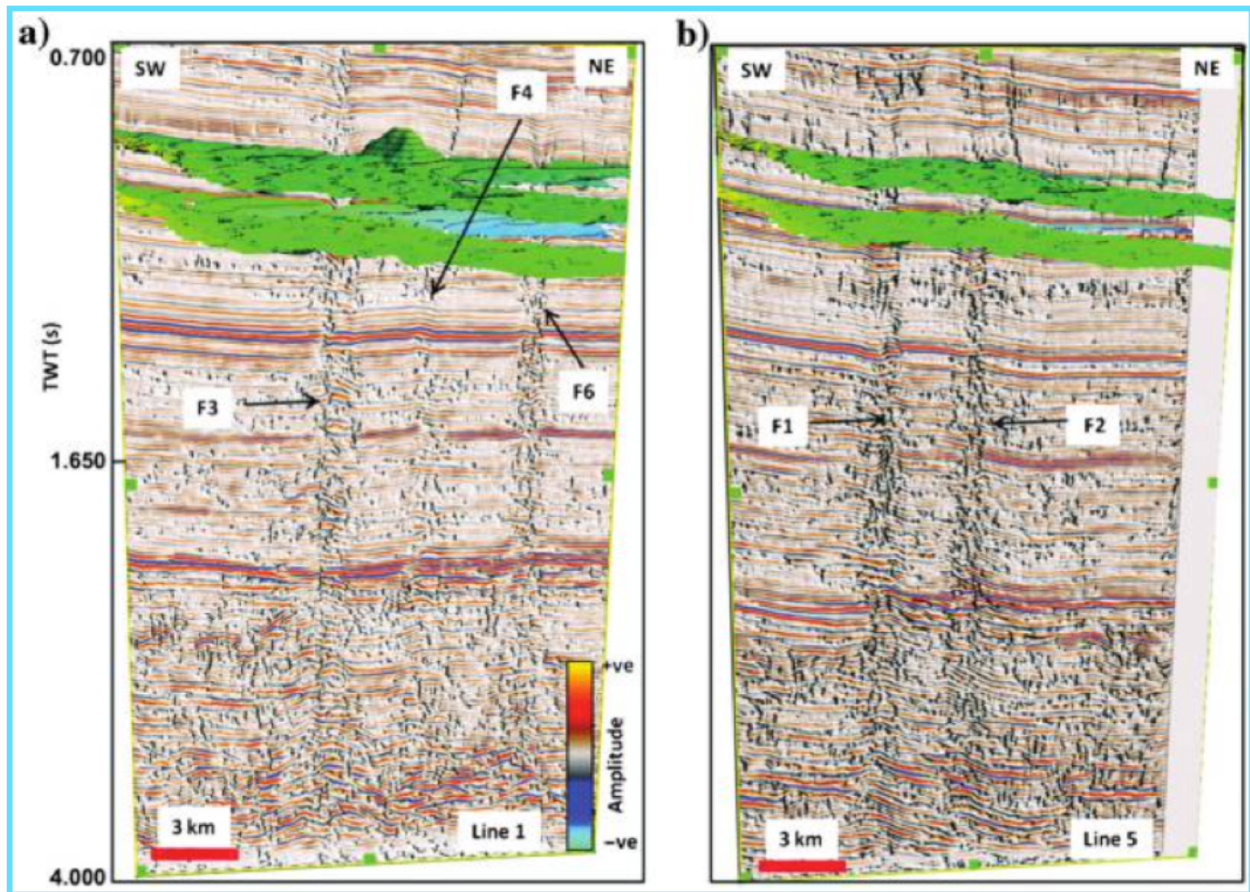 a)
0.700
SW
NE
F4
TWT (s)
F3
F6
1.650
+ve
Amplitude
-ve
3 km
Line 1
4.000
b)
SW
NE
F1
F2
3 km
Line 5